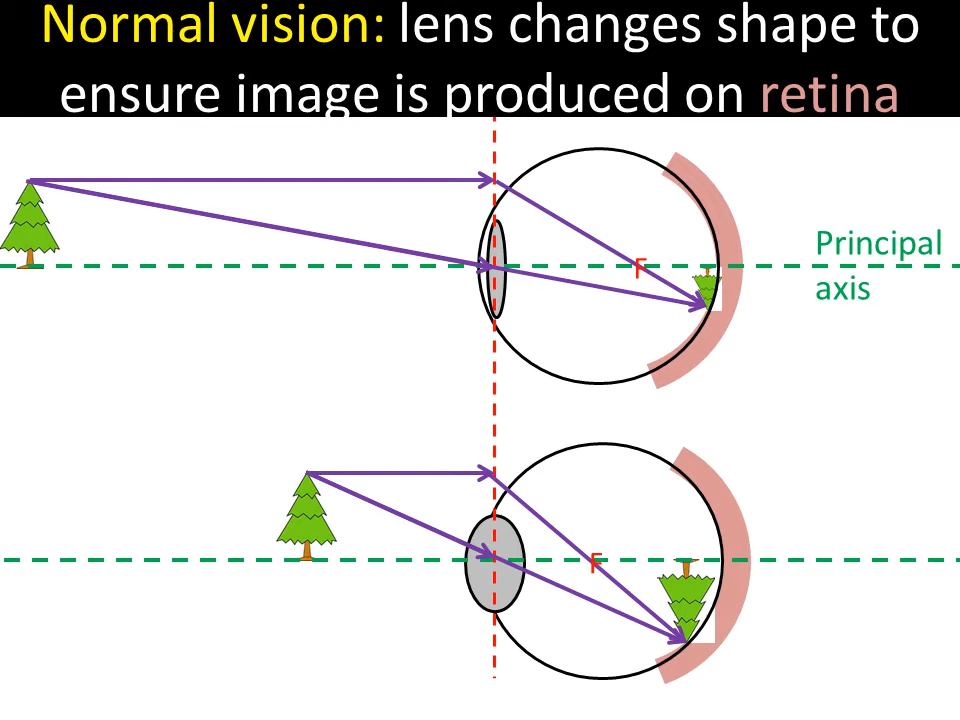 Normal vision: lens changes shape to
ensure image is produced on retina
Principal
axis
F
F